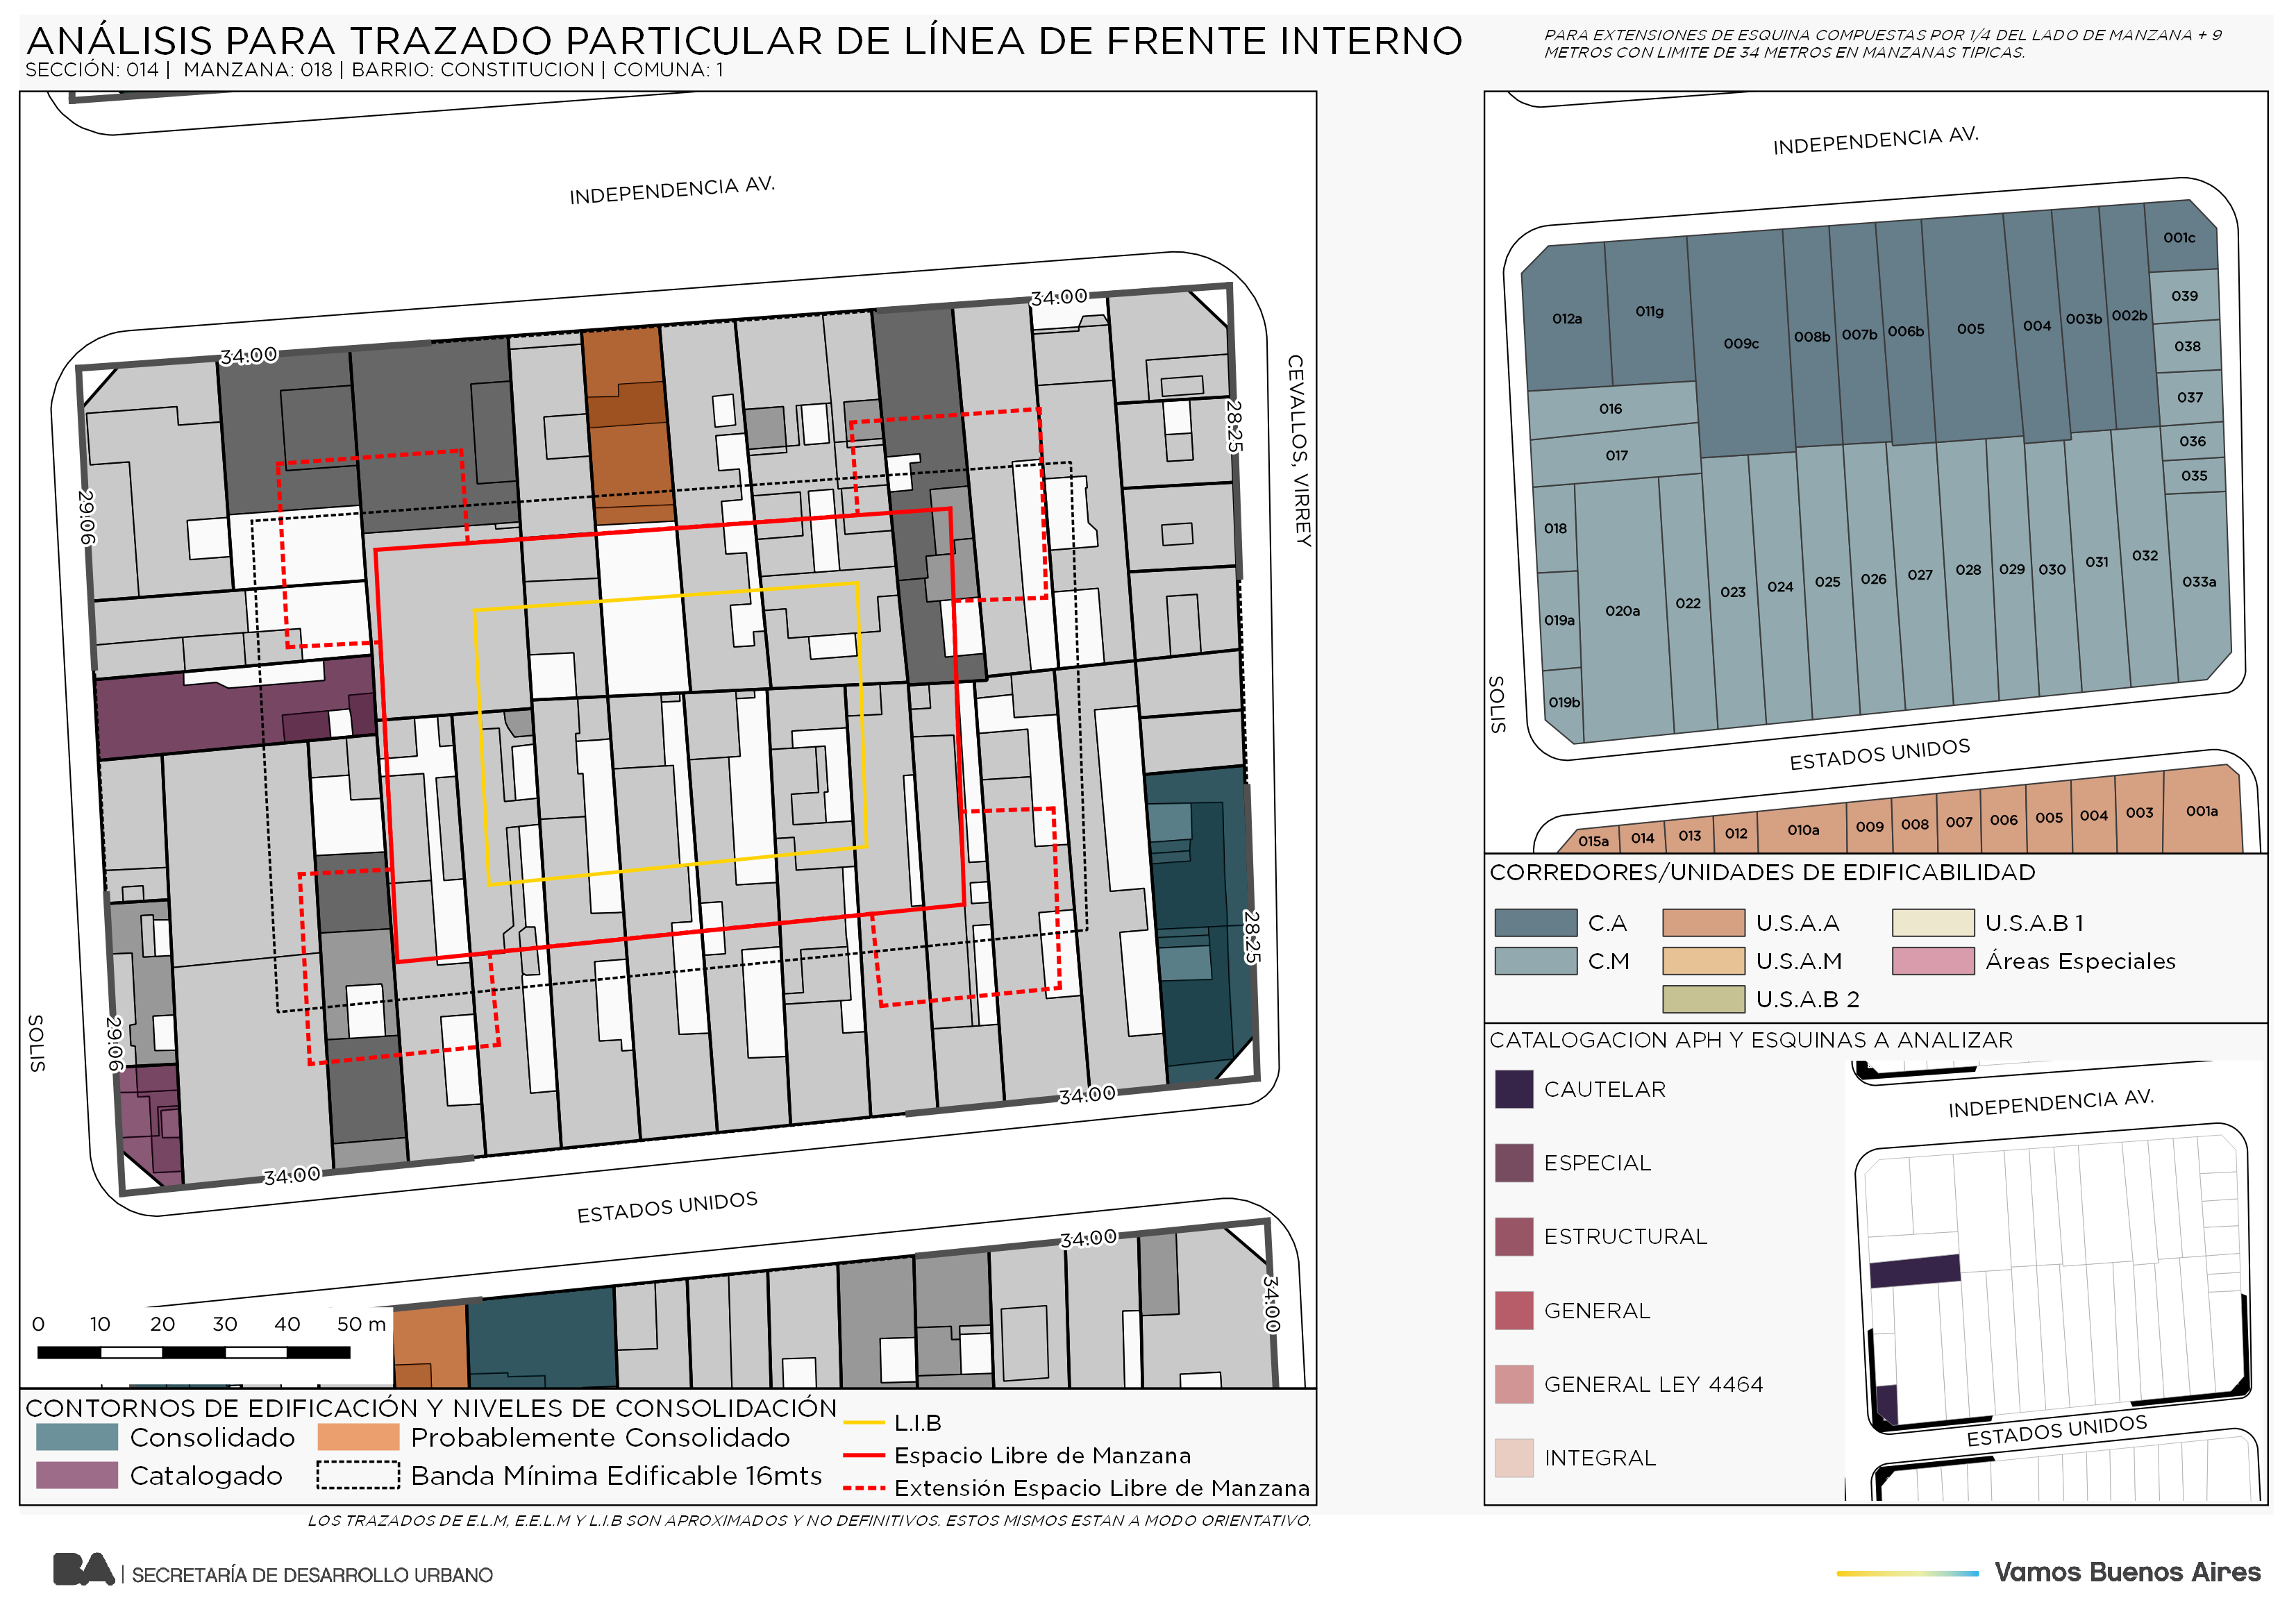 ANÁLISIS PARA TRAZADO PARTICULAR DE LÍNEA DE FRENTE INTERNO
SECCIÓN: 014 | MANZANA: 018 | BARRIO: CONSTITUCION | COMUNA: 1
PARA EXTENSIONES DE ESQUINA COMPUESTAS POR 1/4 DEL LADO DE MANZANA + 9
METROS CON LIMITE DE 34 METROS EN MANZANAS TIPICAS.
INDEPENDENCIA AV.
34:00
34:00
CEVALLOS, VIRREY
28:25
29:06
28:25
29:06
SOLIS
34:00
34:00
ESTADOS UNIDOS
34:00
34:00
0 10 20 30 40 50 m
CONTORNOS DE EDIFICACIÓN Y NIVELES DE CONSOLIDACIÓN
Consolidado
Probablemente Consolidado
Catalogado
Banda Mínima Edificable 16mts
L.I.B
Espacio Libre de Manzana
Extensión Espacio Libre de Manzana
LOS TRAZADOS DE E.L.M, E.E.L.M Y L.I.B SON APROXIMADOS Y NO DEFINITIVOS. ESTOS MISMOS ESTAN A MODO ORIENTATIVO.
INDEPENDENCIA AV.
001c
039
038
037
036
035
012a
011g
009c
008b
007b
006b
005
004
003b
002b
016
017
018
019a
019b
020a
022
023
024
025
026
027
028
029
030
031
032
033a
SOLIS
ESTADOS UNIDOS
015a
014
013
012
010a
009
008
007
006
005
004
003
001a
CORREDORES/UNIDADES DE EDIFICABILIDAD
C.A
U.S.A.A
U.S.A.B 1
C.M
U.S.A.M
Áreas Especiales
U.S.A.B 2
CATALOGACION APH Y ESQUINAS A ANALIZAR
CAUTELAR
ESPECIAL
ESTRUCTURAL
GENERAL
GENERAL LEY 4464
INTEGRAL
INDEPENDENCIA AV.
ESTADOS UNIDOS
BA | SECRETARÍA DE DESARROLLO URBANO
Vamos Buenos Aires